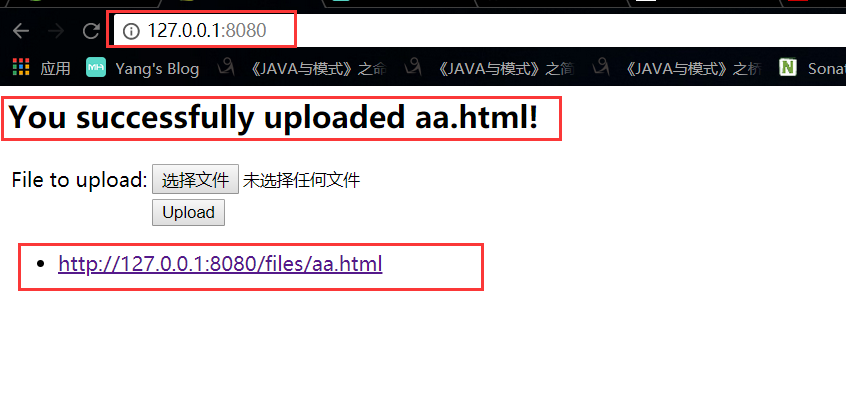 127.0.0.1:8080
应用 Yang's Blog 《JAVA与模式》之命 《JAVA与模式》之简 《JAVA与模式》之桥 Sonat
You successfully uploaded aa.html!
File to upload: 选择文件 未选择任何文件
Upload
http://127.0.0.1:8080/files/aa.html